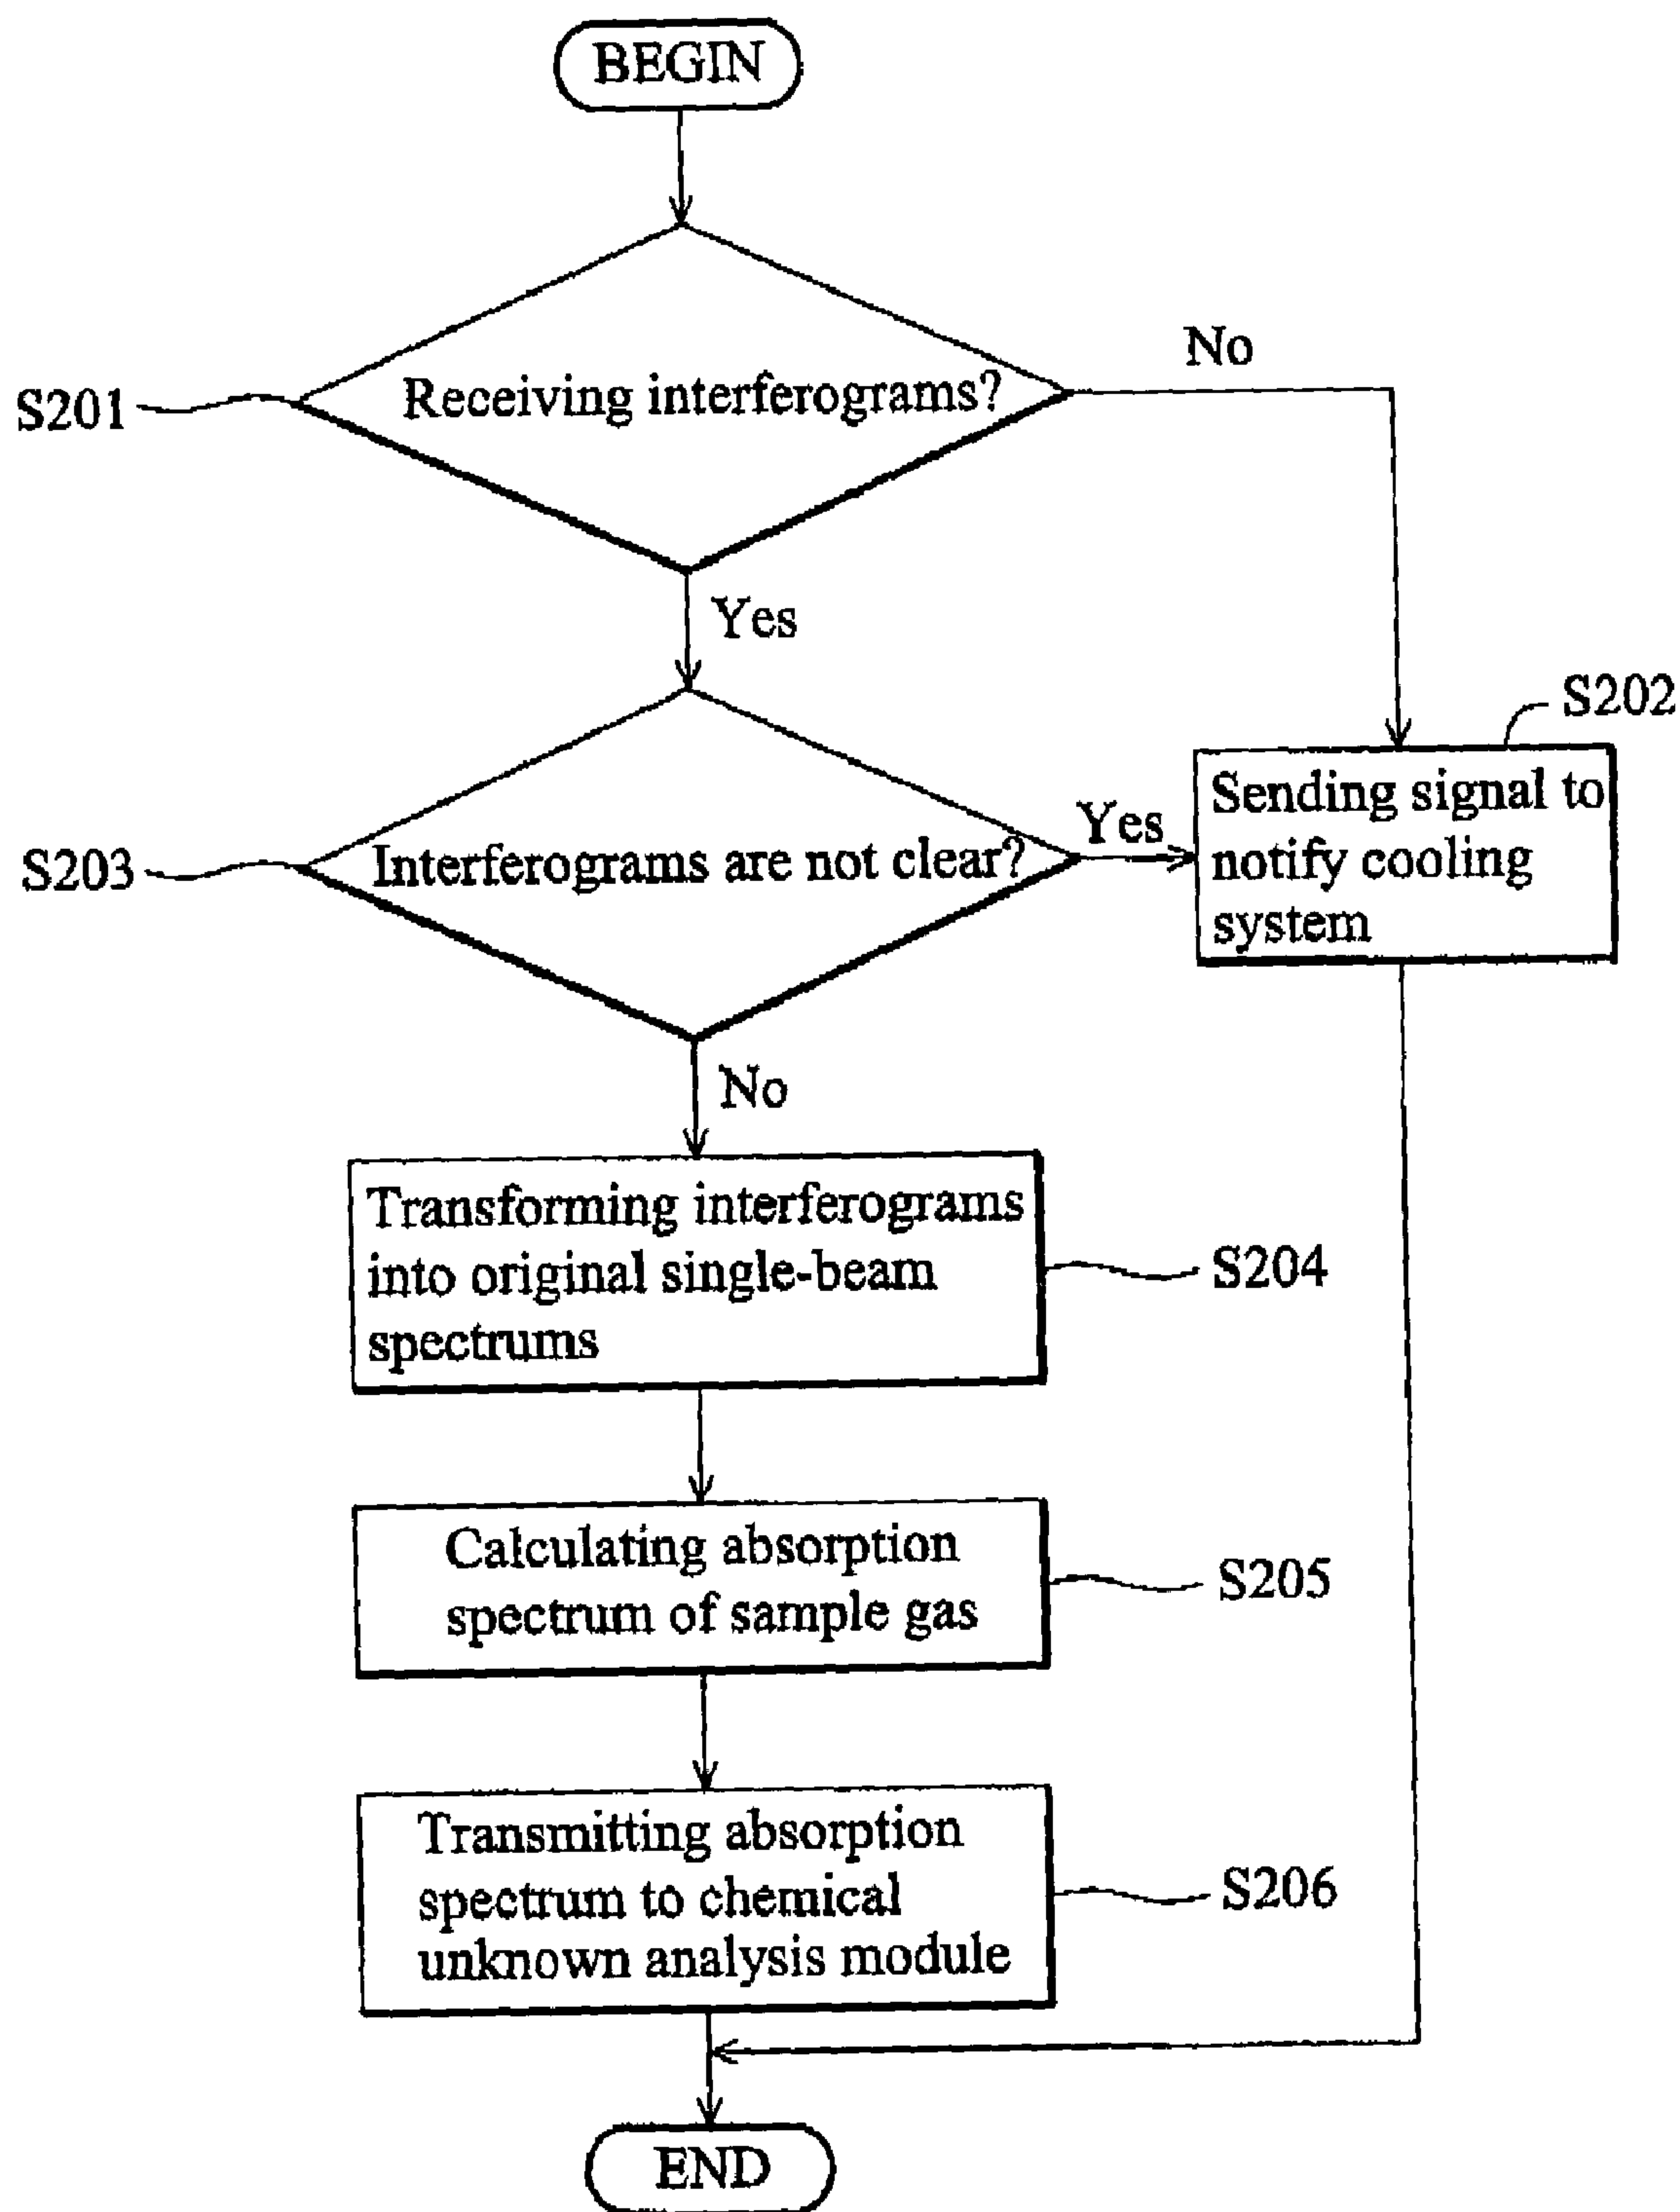 BEGIN
S201
Receiving interferograms?
No
Yes
S202
Sending signal to
notify cooling
system
S203
Interferograms are not clear?
Yes
No
Transforming interferograms
into original single-beam
spectrums
S204
Calculating absorption
spectrum of sample gas
S205
Transmitting absorption
spectrum to chemical
unknown analysis module
S206
END